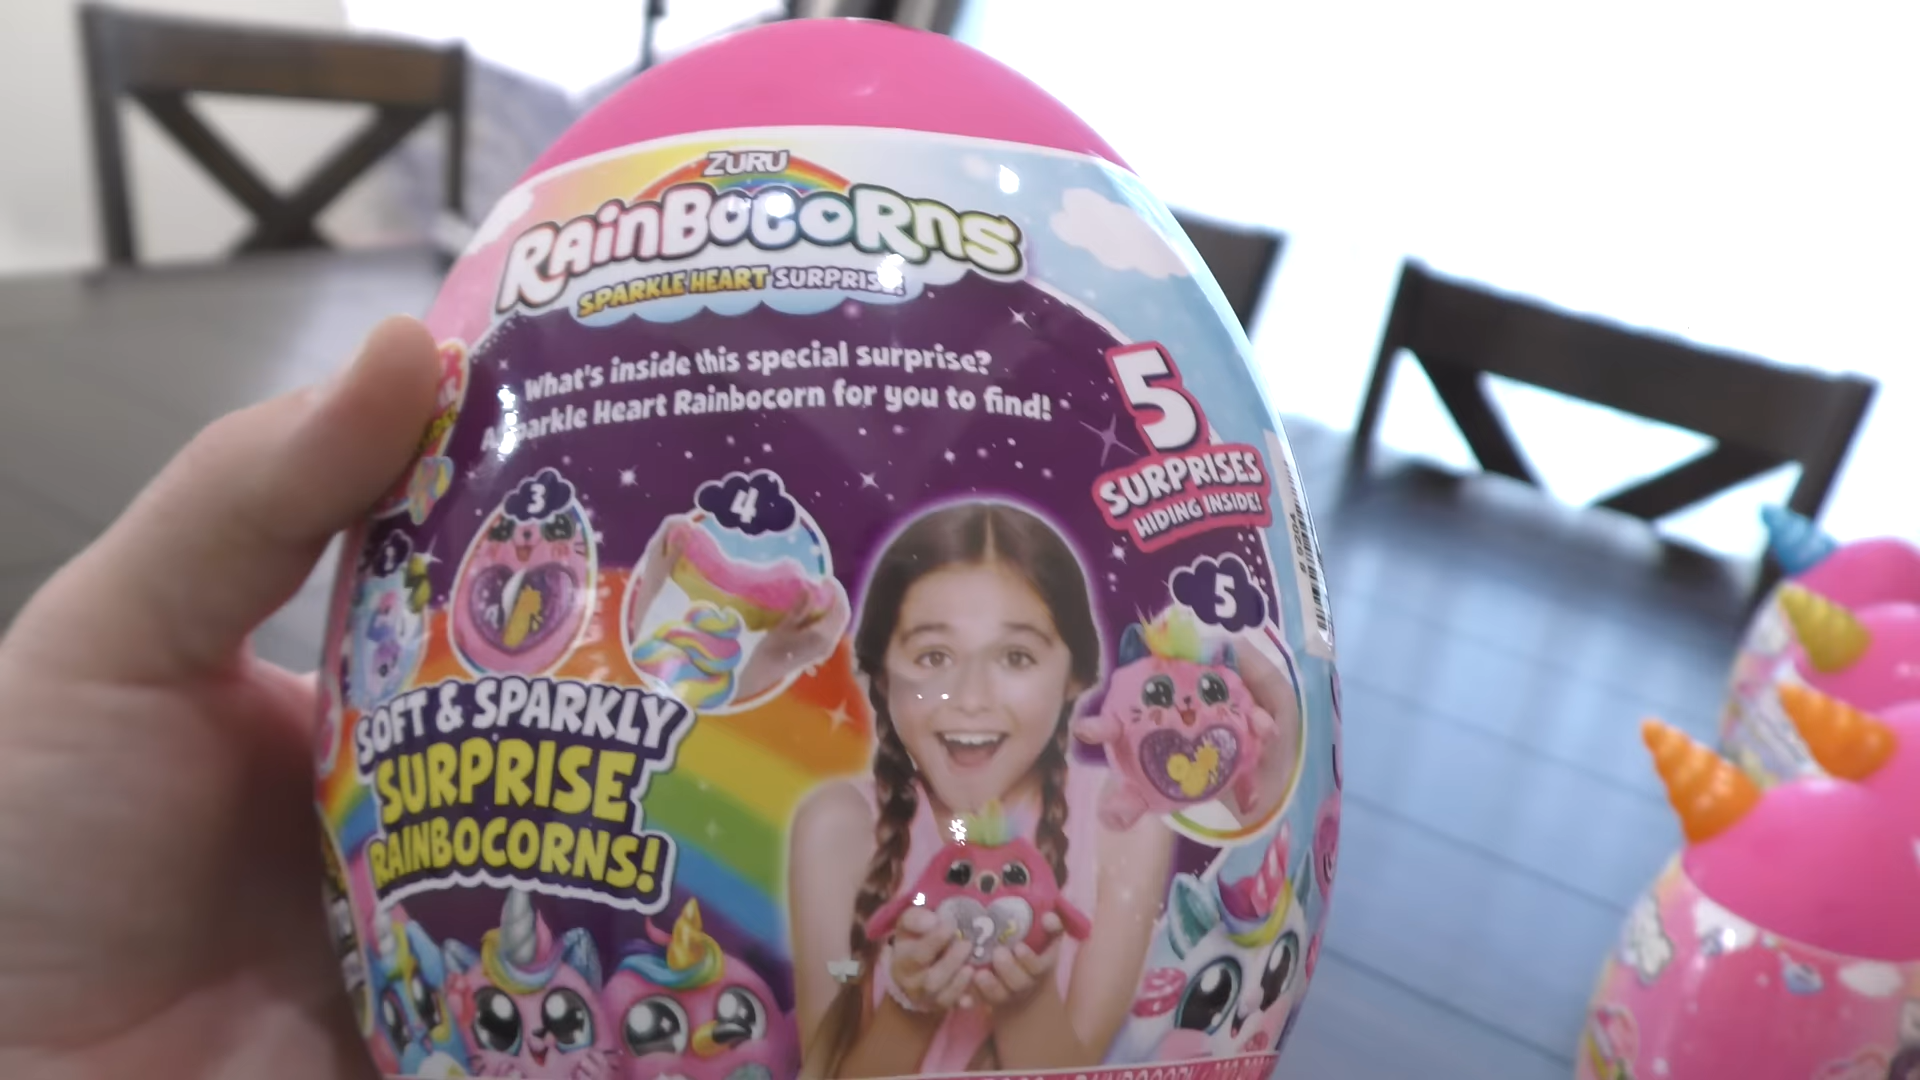 ZURU
RAINBOCORNS
SPARKLE HEART SURPRISE!
What's inside this special surprise?
A Sparkle Heart Rainbocorn for you to find!
5
SURPRISES
HIDING INSIDE!
3
4
5
SOFT & SPARKLY
SURPRISE
RAINBOCORNS!
?